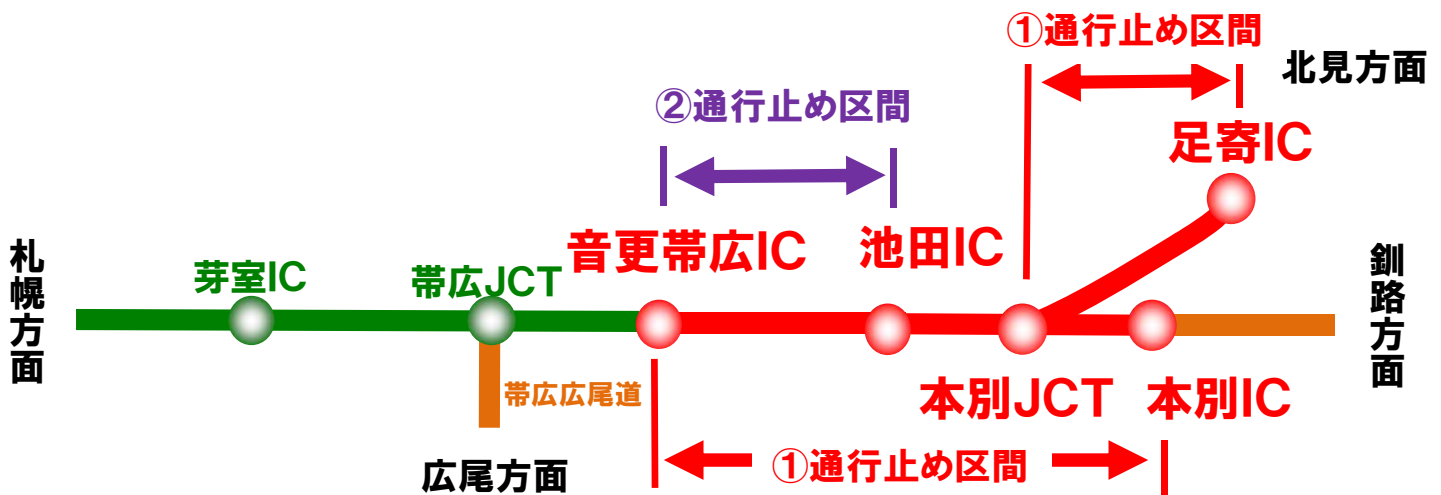 ①通行止め区間
北見方面
②通行止め区間
足寄IC
音更帯広IC
池田IC
札幌方面
芽室IC
帯広JCT
釧路方面
帯広広尾道
本別JCT
本別IC
広尾方面
①通行止め区間